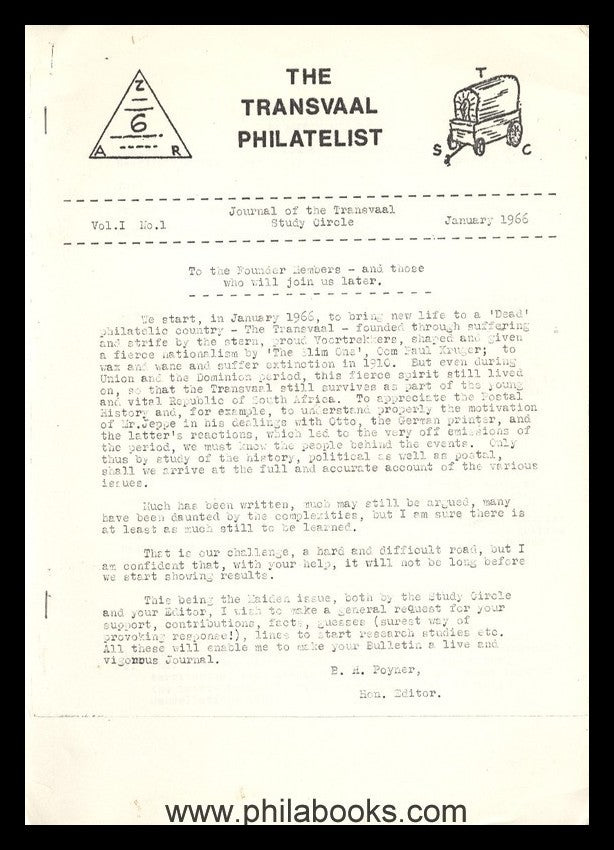 Z
6
A R
THE
TRANSVAAL
PHILATELIST
T
S C
Journal of the Transvaal
Vol.I No.1 Study Circle January 1966
To the Founder Members - and those
who will join us later.
We start, in January 1966, to bring new life to a 'Dead'
philatelic country - The Transvaal - founded through suffering
and strife by the stern, proud Voortrekkers, shaped and given
a fierce nationalism by 'The Slim One', Oom Paul Kruger; to
wax and wane and suffer extinction in 1910. But even during
Union and the Dominion period, this fierce spirit still lived
on, so that the Transvaal still survives as part of the young
and vital Republic of South Africa. To appreciate the Postal
History and, for example, to understand properly the motivation
of Mr.Jeppe in his dealings with Otto, the German printer, and
the latter's reactions, which led to the very off emissions of
the period, we must know the people behind the events. Only
thus by study of the history, political as well as postal,
shall we arrive at the full and accurate account of the various
issues.
Much has been written, much may still be argued, many
have been daunted by the complexities, but I am sure there is
at least as much still to be learned.
That is our challenge, a hard and difficult road, but I
am confident that, with your help, it will not be long before
we start showing results.
This being the Maiden issue, both by the Study Circle
and your Editor, I wish to make a general request for your
support, contributions, facts, guesses (surest way of
provoking response!), lines to start research studies etc.
All these will enable me to make your Bulletin a live and
vigorous Journal.
Poyner,
Hon. Editor.
www.philabooks.com